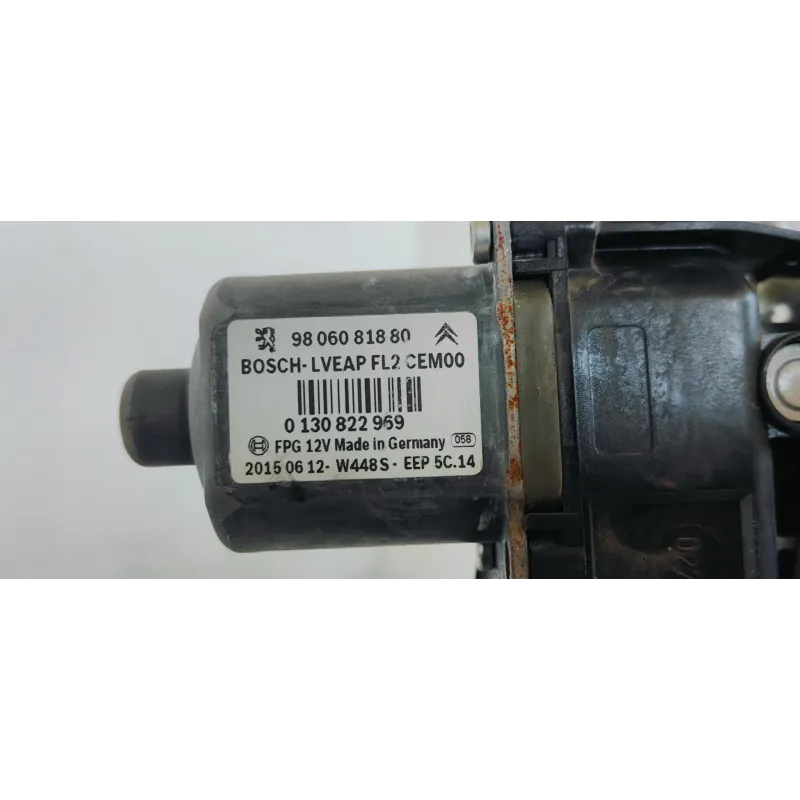 98 060 818 80
BOSCH-LVEAP FL2 CEM00
0 130 822 969
FPG 12V Made in Germany 058
2015 06 12- W448S - EEP 5C.14